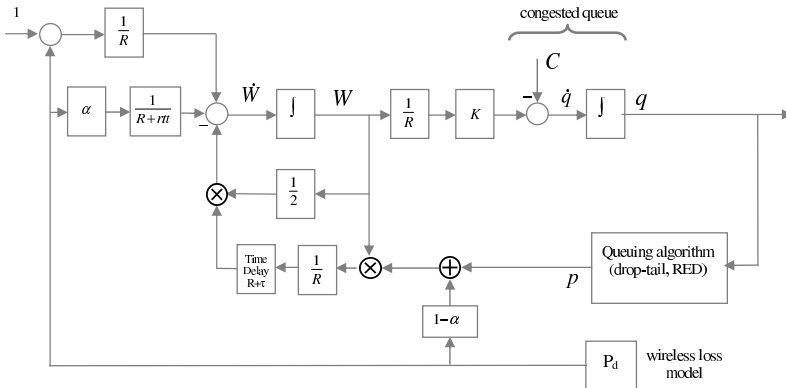 congested queue
1
1
R
C
α
1
R+rtt
−
Ẇ
∫
W
1
R
K
−
q̇
∫
q
1
2
Time
Delay
R+τ
1
R
p
Queuing algorithm
(drop-tail, RED)
1−α
P_d
wireless loss
model